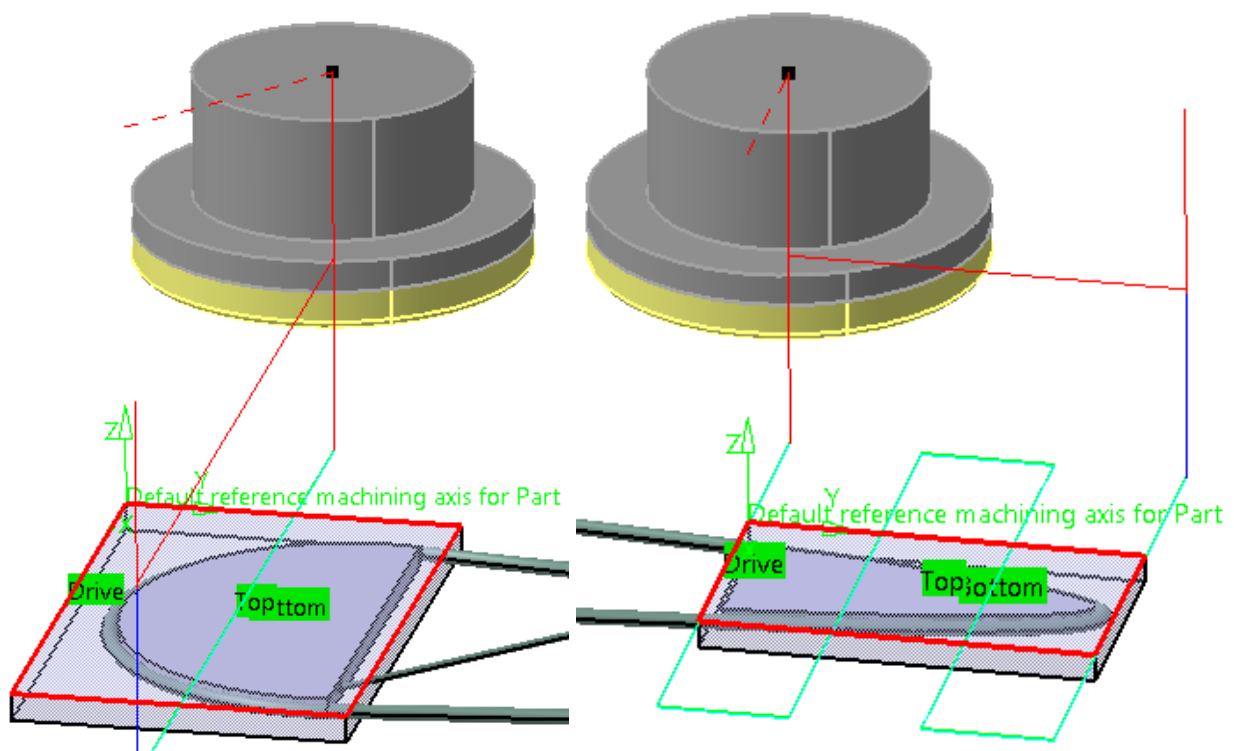 Z
Y
Default reference machining axis for Part
X
Drive
Top
ttom
Z
Y
Default reference machining axis for Part
Drive
Top
Bottom